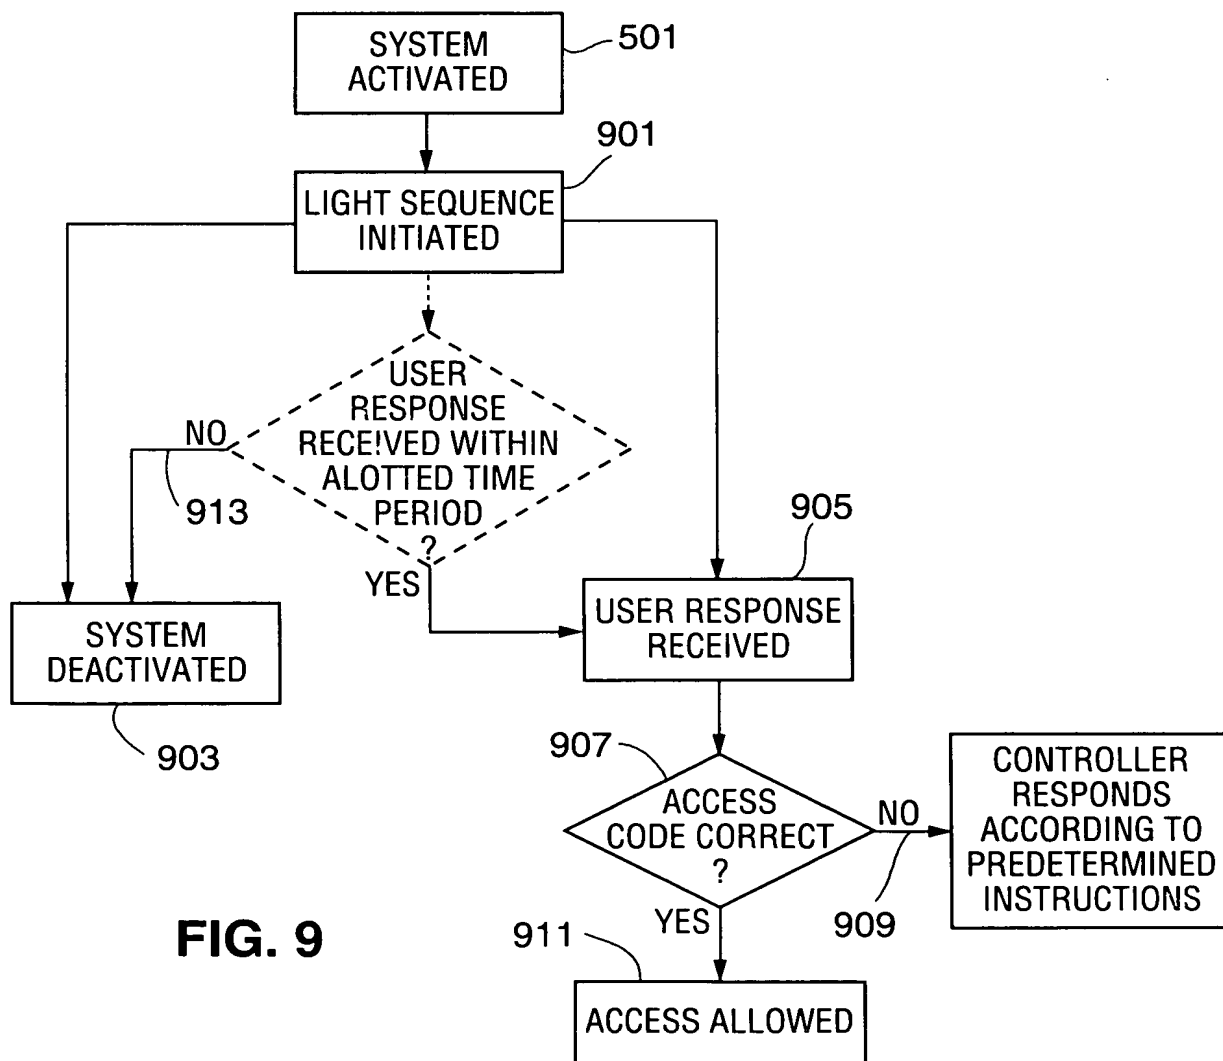 SYSTEM
ACTIVATED
501
901
LIGHT SEQUENCE
INITIATED
USER
RESPONSE
RECEIVED WITHIN
ALOTTED TIME
PERIOD
?
NO
913
YES
905
USER RESPONSE
RECEIVED
SYSTEM
DEACTIVATED
903
907
ACCESS
CODE CORRECT
?
NO
909
CONTROLLER
RESPONDS
ACCORDING TO
PREDETERMINED
INSTRUCTIONS
YES
911
ACCESS ALLOWED
FIG. 9